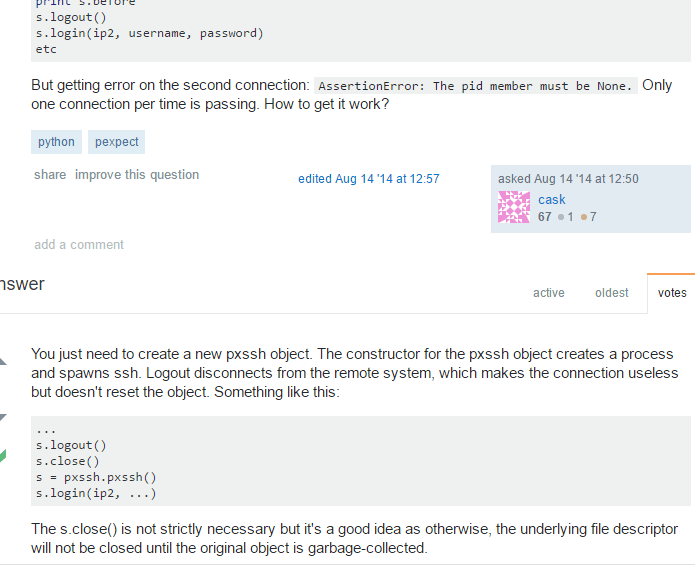 print s.before
s.logout()
s.login(ip2, username, password)
etc
But getting error on the second connection: AssertionError: The pid member must be None. Only
one connection per time is passing. How to get it work?
python pexpect
share improve this question
edited Aug 14 '14 at 12:57
asked Aug 14 '14 at 12:50
cask
67 ●1 ●7
add a comment
nswer
active oldest votes
You just need to create a new pxssh object. The constructor for the pxssh object creates a process
and spawns ssh. Logout disconnects from the remote system, which makes the connection useless
but doesn't reset the object. Something like this:
...
s.logout()
s.close()
s = pxssh.pxssh()
s.login(ip2, ...)
The s.close() is not strictly necessary but it's a good idea as otherwise, the underlying file descriptor
will not be closed until the original object is garbage-collected.